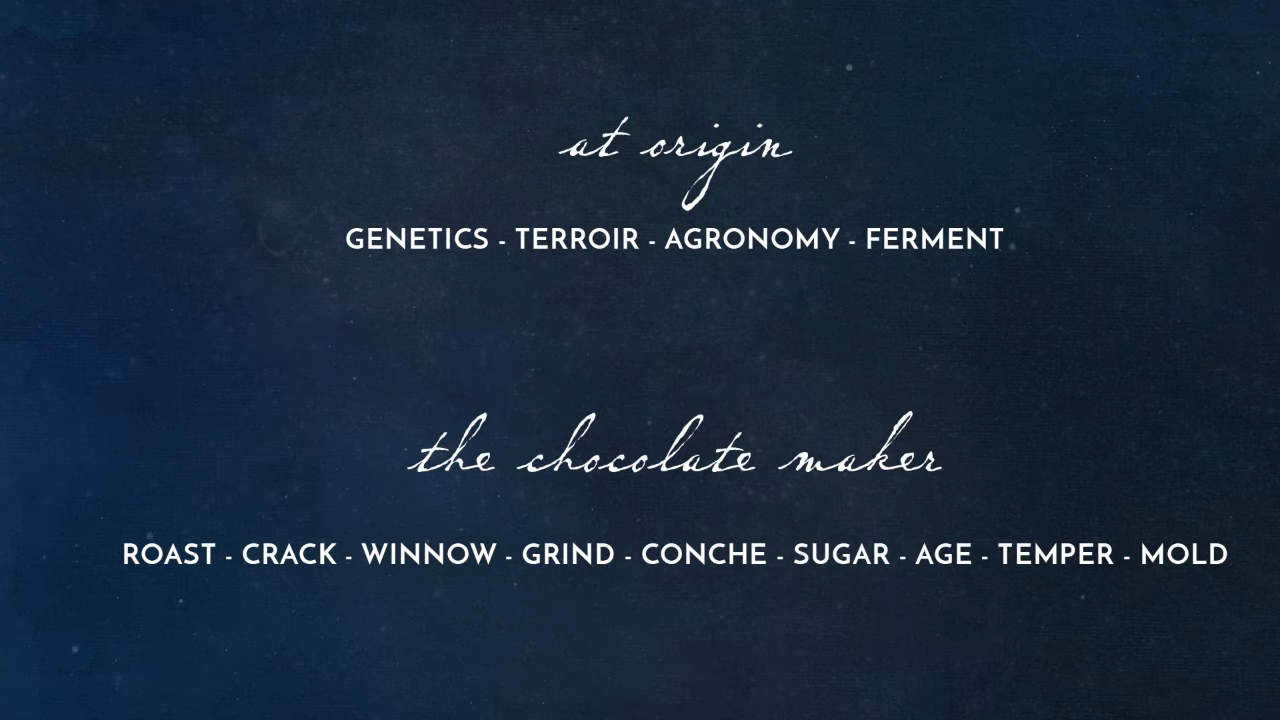 at origin
GENETICS - TERROIR - AGRONOMY - FERMENT
the chocolate maker
ROAST - CRACK - WINNOW - GRIND - CONCHE - SUGAR - AGE - TEMPER - MOLD